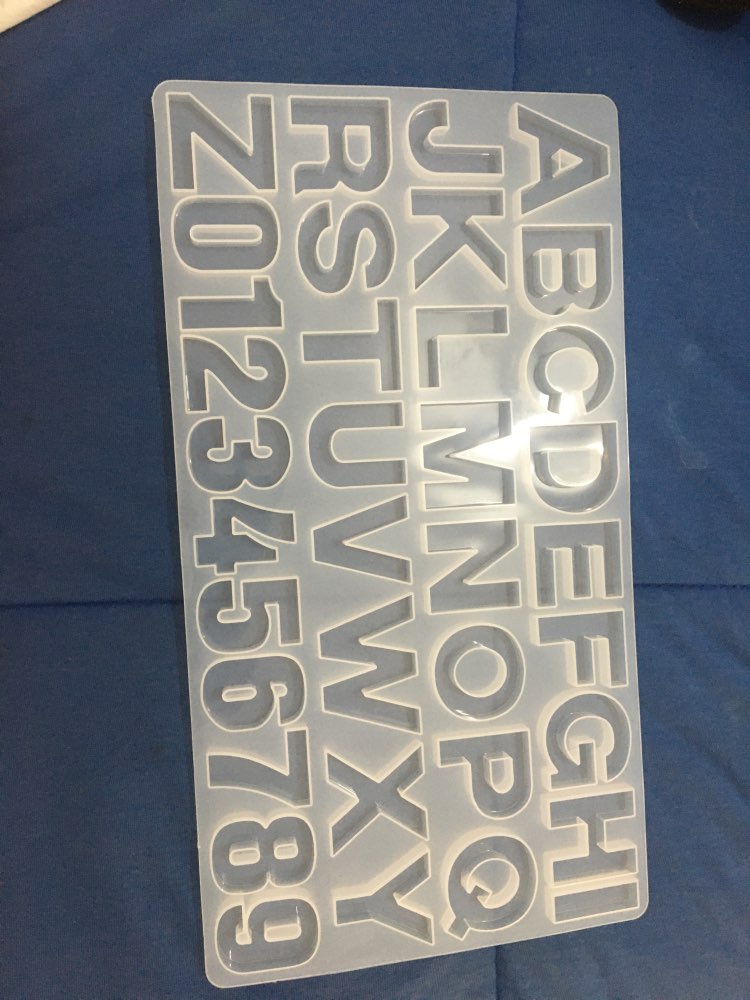 ABCDEFGHI
JKLMNOPQ
RSTUVWXY
Z0123456789